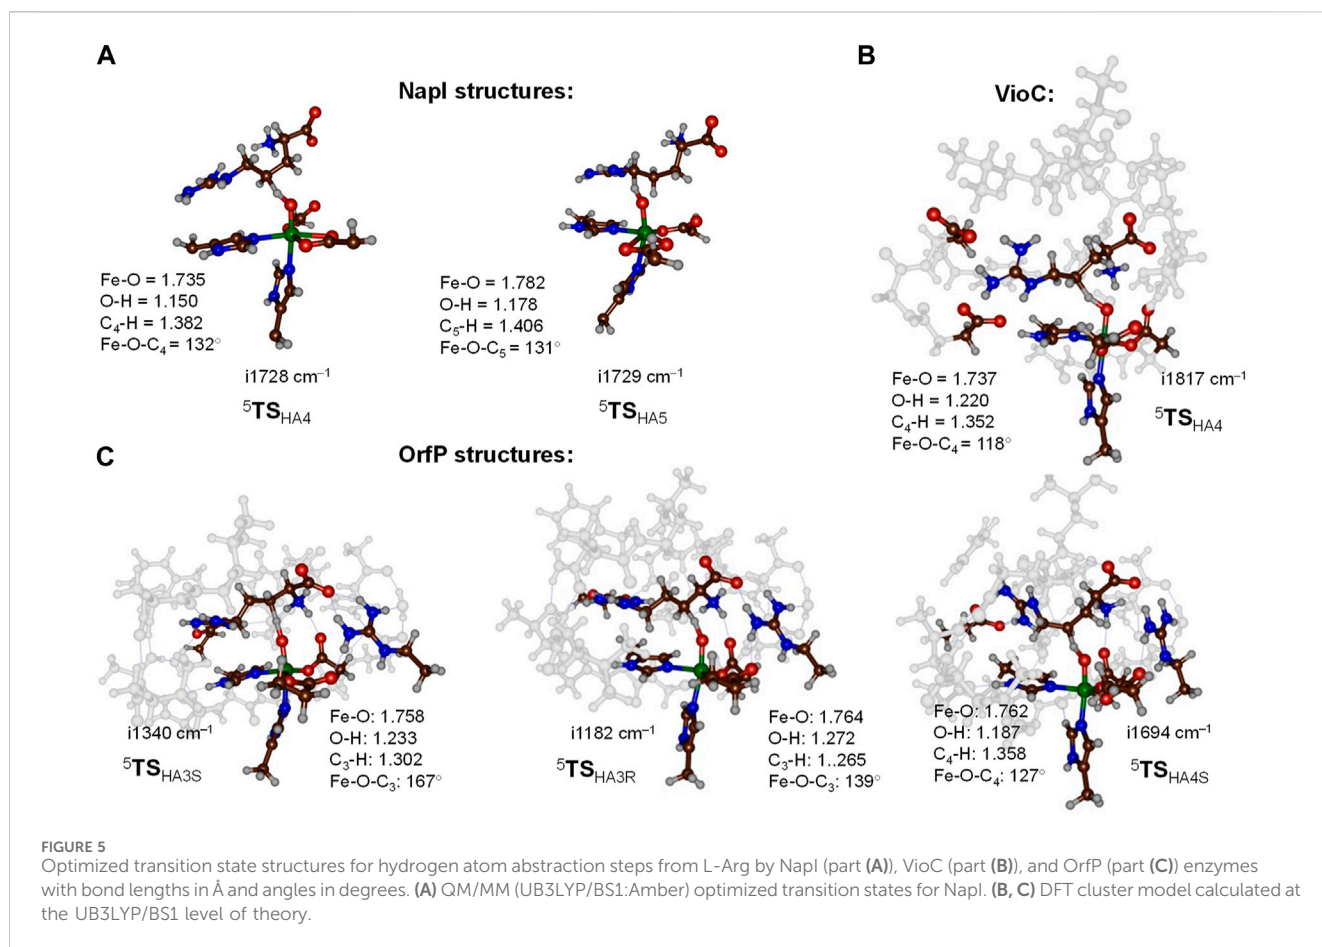 A
NapI structures:
Fe-O = 1.735
O-H = 1.150
C₄-H = 1.382
Fe-O-C₄ = 132°
i1728 cm⁻¹
⁵TS_HA4
Fe-O = 1.782
O-H = 1.178
C₅-H = 1.406
Fe-O-C₅ = 131°
i1729 cm⁻¹
⁵TS_HA5
B
VioC:
Fe-O = 1.737
O-H = 1.220
C₄-H = 1.352
Fe-O-C₄ = 118°
i1817 cm⁻¹
⁵TS_HA4
C
OrfP structures:
i1340 cm⁻¹
⁵TS_HA3S
Fe-O: 1.758
O-H: 1.233
C₃-H: 1.302
Fe-O-C₃: 167°
i1182 cm⁻¹
⁵TS_HA3R
Fe-O: 1.764
O-H: 1.272
C₃-H: 1..265
Fe-O-C₃: 139°
Fe-O: 1.762
O-H: 1.187
C₄-H: 1.358
Fe-O-C₄: 127°
i1694 cm⁻¹
⁵TS_HA4S
FIGURE 5
Optimized transition state structures for hydrogen atom abstraction steps from L-Arg by NapI (part (A)), VioC (part (B)), and OrfP (part (C)) enzymes
with bond lengths in Å and angles in degrees. (A) QM/MM (UB3LYP/BS1:Amber) optimized transition states for NapI. (B, C) DFT cluster model calculated at
the UB3LYP/BS1 level of theory.